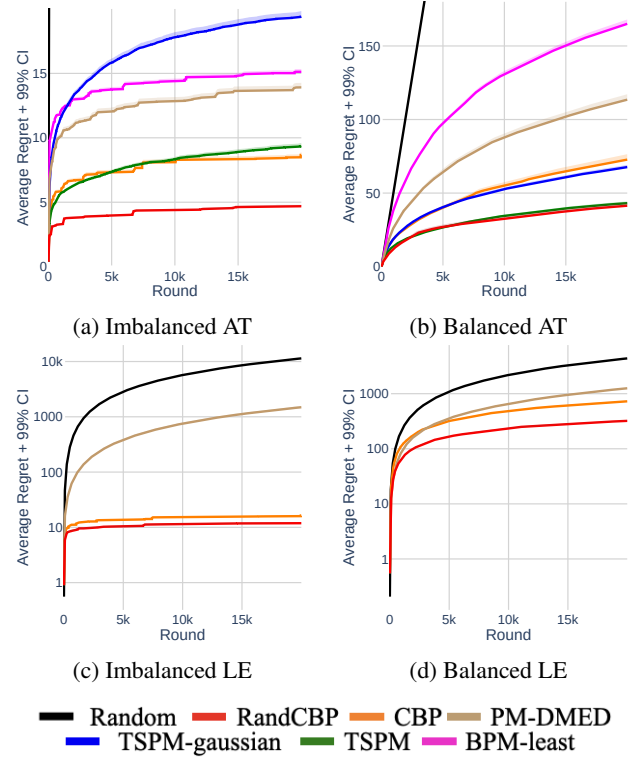 Average Regret + 99% CI
15
10
5
0
0
5k
10k
15k
Round
(a) Imbalanced AT
Average Regret + 99% CI
150
100
50
0
0
5k
10k
15k
Round
(b) Balanced AT
Average Regret + 99% CI
10k
1000
100
10
1
0
5k
10k
15k
Round
(c) Imbalanced LE
Average Regret + 99% CI
1000
100
10
1
0
5k
10k
15k
Round
(d) Balanced LE
Random RandCBP CBP PM-DMED
TSPM-gaussian TSPM BPM-least